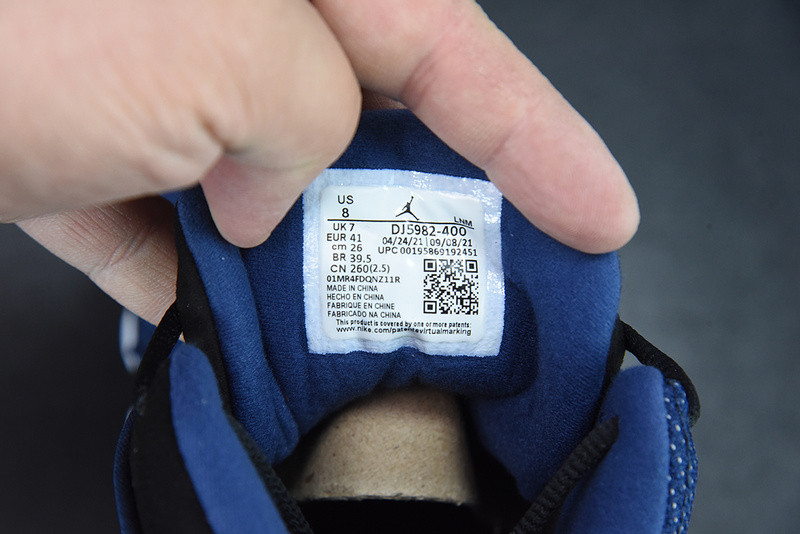 US
8
LNM
UK 7
DJ5982-400
EUR 41
04/24/21 | 09/08/21
cm 26
UPC 00195869192451
BR 39.5
CN 260(2.5)
01MR4FDQNZ11R
MADE IN CHINA
HECHO EN CHINA
FABRIQUE EN CHINE
FABRICADO NA CHINA
This product is covered by one or more patents:
www.nike.com/patentsvirtualmarking